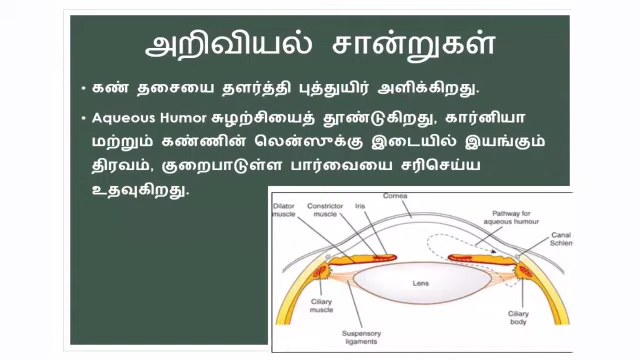 அறிவியல் சான்றுகள்
• கண் தசையை தளர்த்தி புத்துயிர் அளிக்கிறது.
• Aqueous Humor சுழற்சியைத் தூண்டுகிறது, கார்னியா
மற்றும் கண்ணின் லென்ஸுக்கு இடையில் இயங்கும்
திரவம், குறைபாடுள்ள பார்வையை சரிசெய்ய
உதவுகிறது.
Cornea
Dilator
muscle
Constrictor
muscle
Iris
Pathway for
aqueous humour
Canal
Schlem
Lens
Ciliary
muscle
Suspensory
ligaments
Ciliary
body